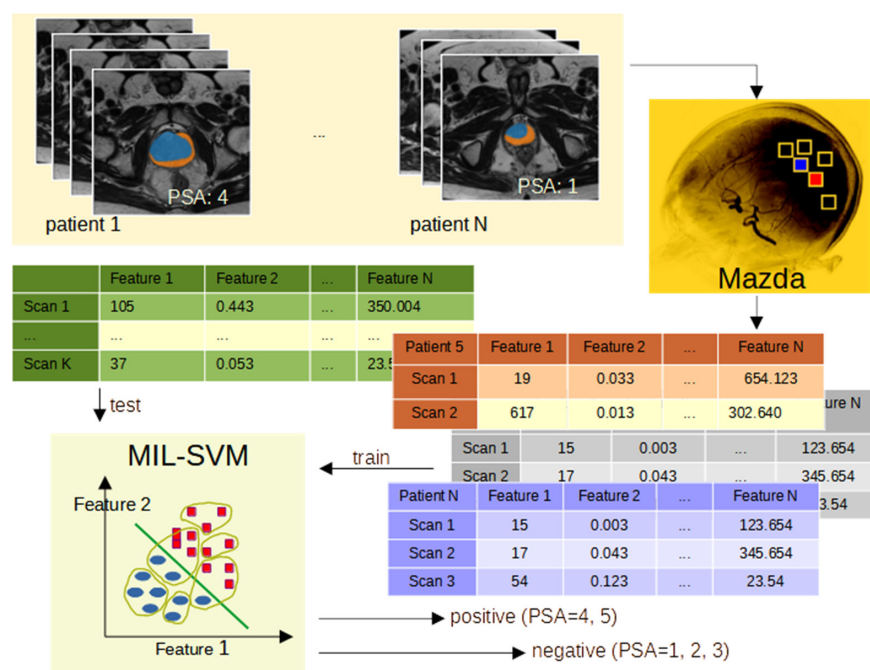 PSA: 4
...
PSA: 1
patient 1
patient N
Mazda
Feature 1 Feature 2 ... Feature N
Scan 1 105 0.443 ... 350.004
... ... ... ... ...
Scan K 37 0.053 ...
Patient 5 Feature 1 Feature 2 ... Feature N
Scan 1 19 0.033 ... 654.123
Scan 2 617 0.013 ... 302.640
N
Scan 1 15 0.003 ... 123.654
Scan 2 17 0.043 ... 345.654
Patient N Feature 1 Feature 2 ... Feature N
Scan 1 15 0.003 ... 123.654
Scan 2 17 0.043 ... 345.654
Scan 3 54 0.123 ... 23.54
test
train
MIL-SVM
Feature 2
Feature 1
positive (PSA=4, 5)
negative (PSA=1, 2, 3)